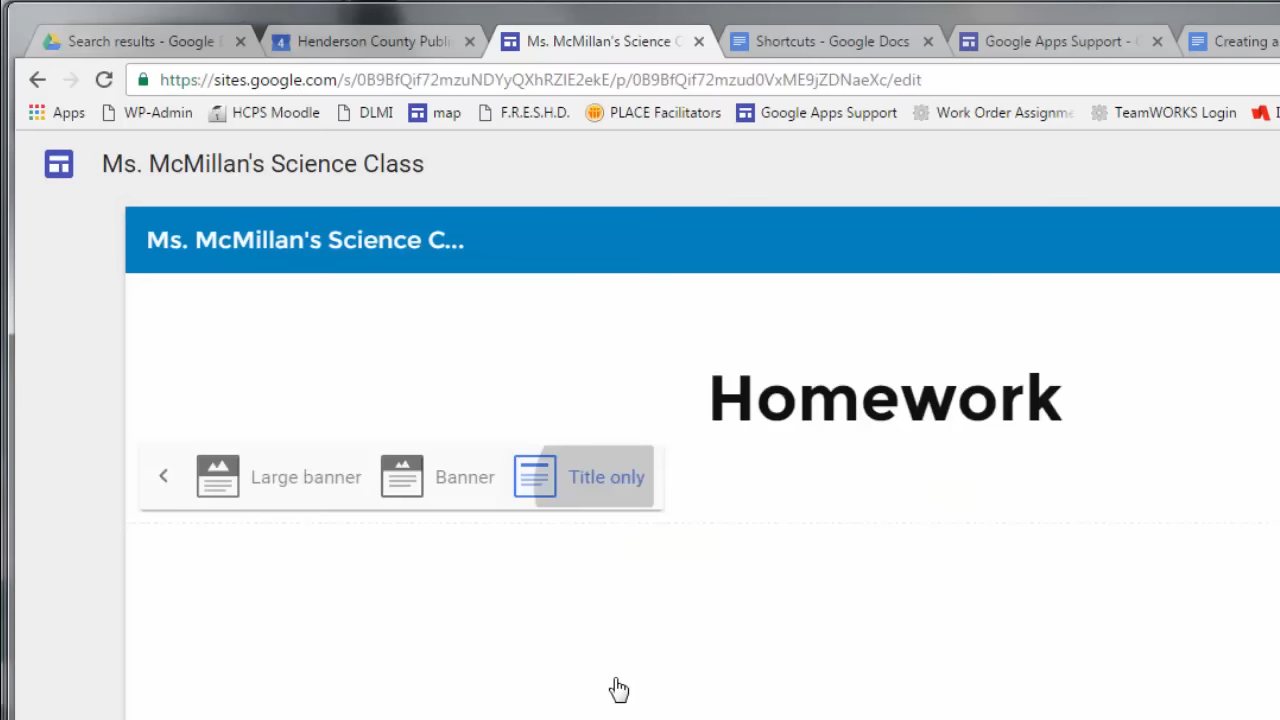 Search results - Google Henderson County Publi Ms. McMillan's Science C Shortcuts - Google Docs Google Apps Support - Creating a
https://sites.google.com/s/0B9BfQif72mzuNDYyQXhRZlE2ekE/p/0B9BfQif72mzud0VxME9jZDNaeXc/edit
Apps WP-Admin HCPS Moodle DLMI map F.R.E.S.H.D. PLACE Facilitators Google Apps Support Work Order Assignme TeamWORKS Login
Ms. McMillan's Science Class
Ms. McMillan's Science C...
Homework
Large banner Banner Title only